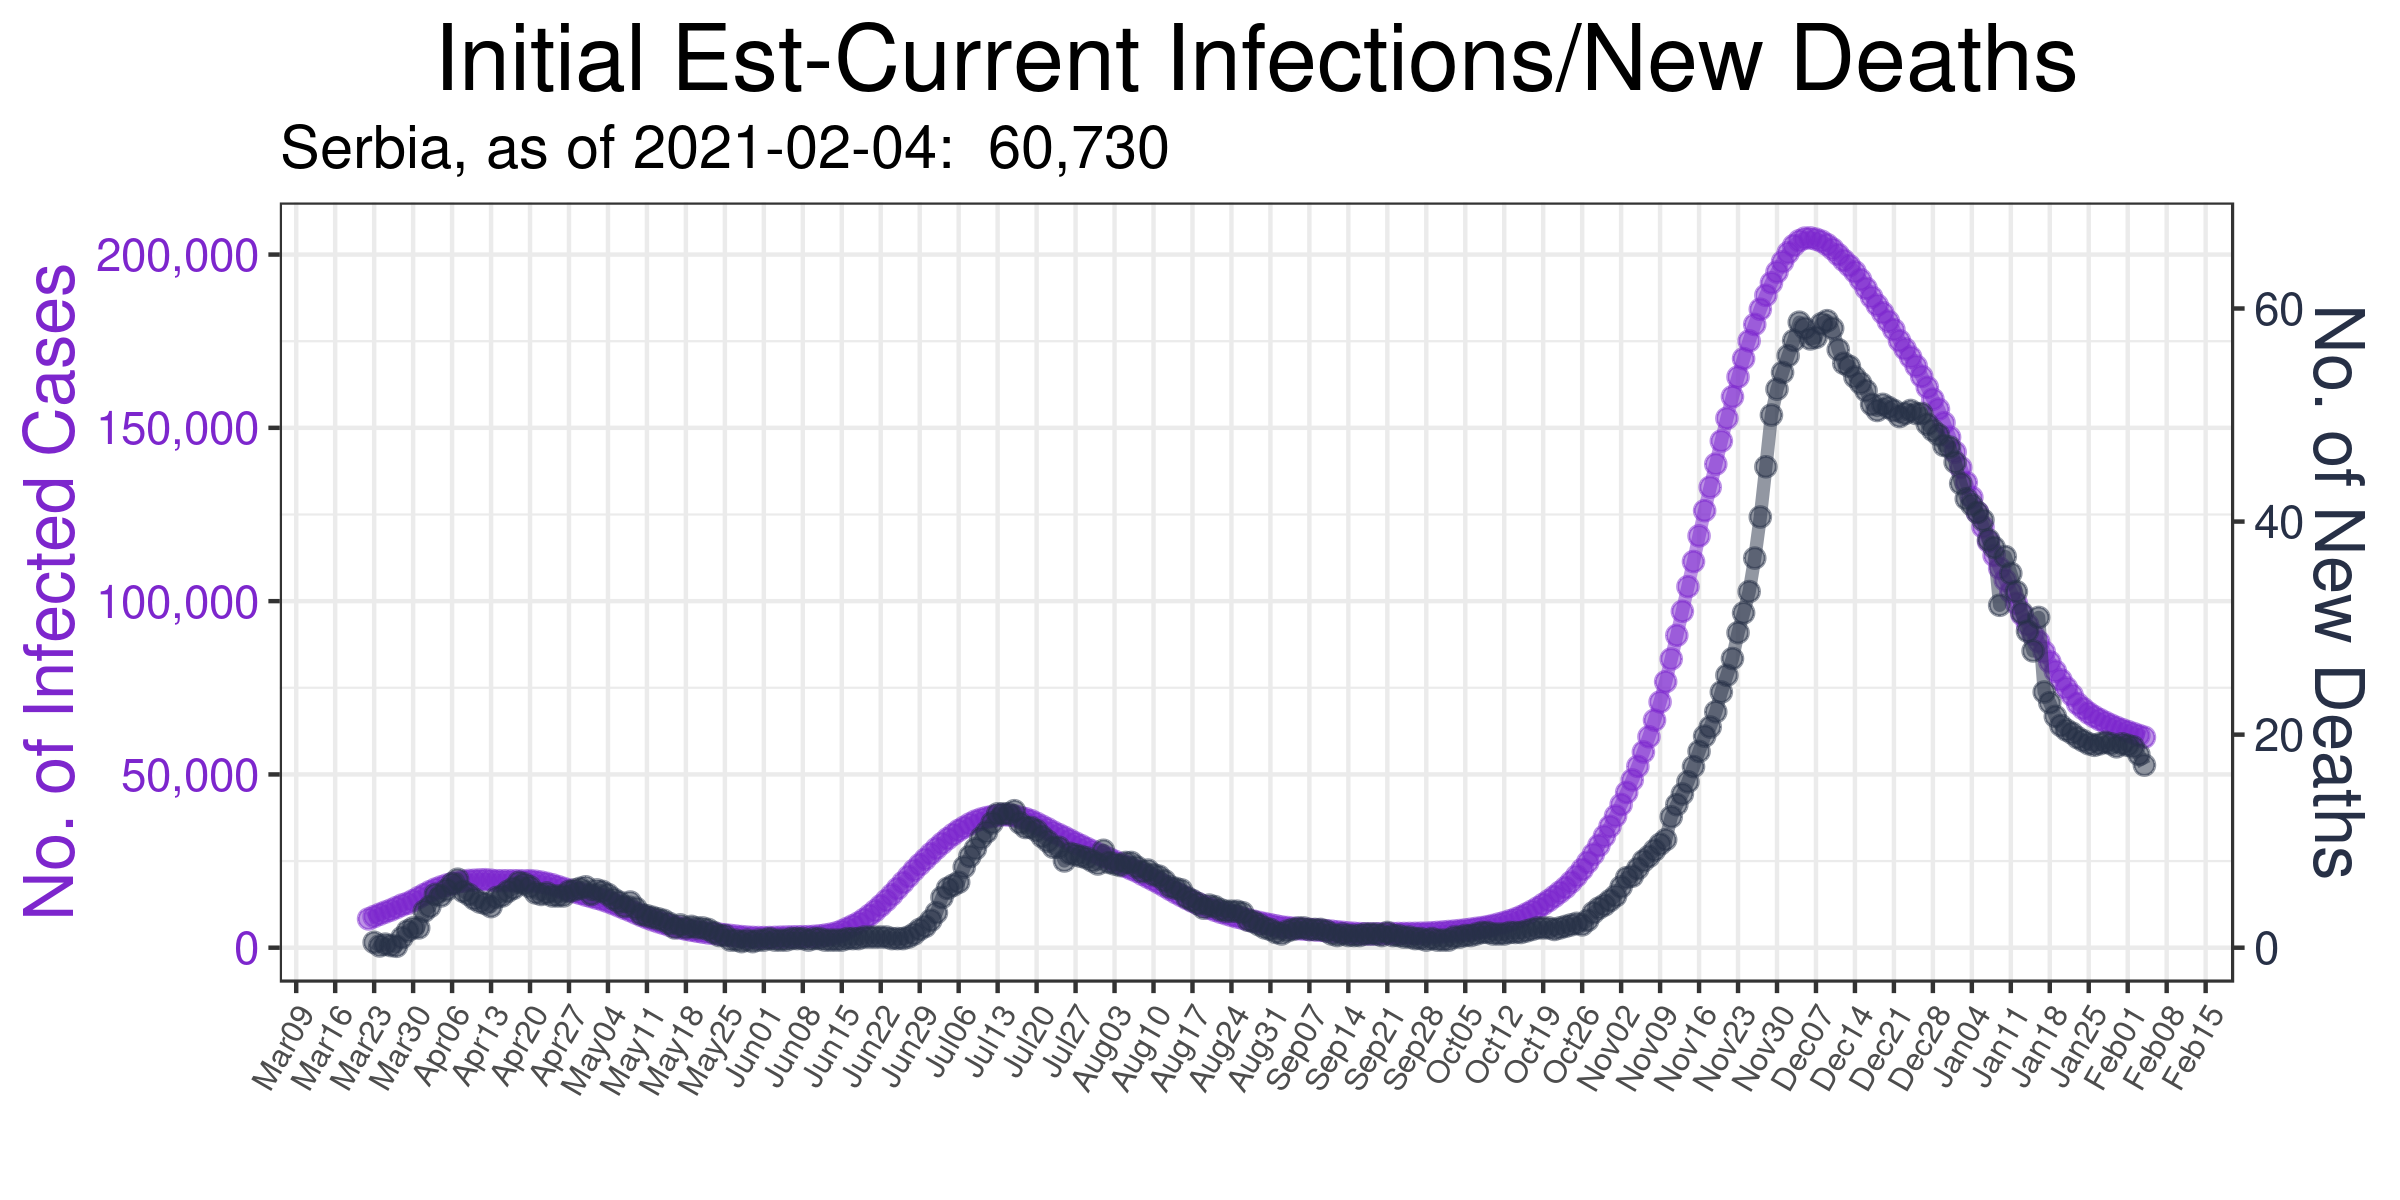 Initial Est-Current Infections/New Deaths
Serbia, as of 2021-02-04: 60,730
No. of Infected Cases
200,000
150,000
100,000
50,000
0
60
40
20
0
No. of New Deaths
Mar09
Mar16
Mar23
Mar30
Apr06
Apr13
Apr20
Apr27
May04
May11
May18
May25
Jun01
Jun08
Jun15
Jun22
Jun29
Jul06
Jul13
Jul20
Jul27
Aug03
Aug10
Aug17
Aug24
Aug31
Sep07
Sep14
Sep21
Sep28
Oct05
Oct12
Oct19
Oct26
Nov02
Nov09
Nov16
Nov23
Nov30
Dec07
Dec14
Dec21
Dec28
Jan04
Jan11
Jan18
Jan25
Feb01
Feb08
Feb15